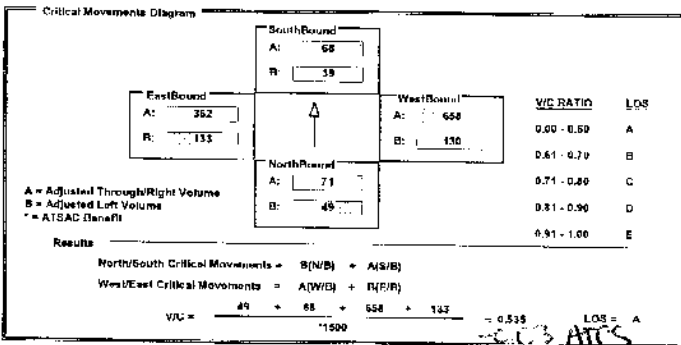 Critical Movements Diagram
SouthBound
A: 68
B: 39
EastBound
A: 362
B: 133
WestBound
A: 658
B: 130
NorthBound
A: 71
B: 49
V/C RATIO LOS
0.00 - 0.60 A
0.61 - 0.70 B
0.71 - 0.80 C
0.81 - 0.90 D
0.91 - 1.00 E
A = Adjusted Through/Right Volume
B = Adjusted Left Volume
* = ATSAC Benefit
Results
North/South Critical Movements = B(N/B) + A(S/B)
West/East Critical Movements = A(W/B) + B(E/B)
V/C = 49 + 68 + 658 + 133 = 0.535 LOS = A
*1500
ATCS